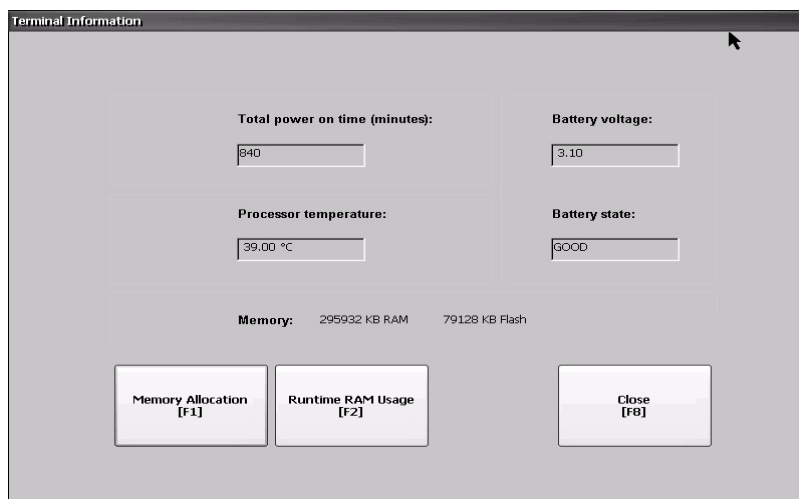 Terminal Information
Total power on time (minutes):
Battery voltage:
840
3.10
Processor temperature:
Battery state:
39.00 °C
GOOD
Memory: 295932 KB RAM 79128 KB Flash
Memory Allocation
[F1]
Runtime RAM Usage
[F2]
Close
[F8]